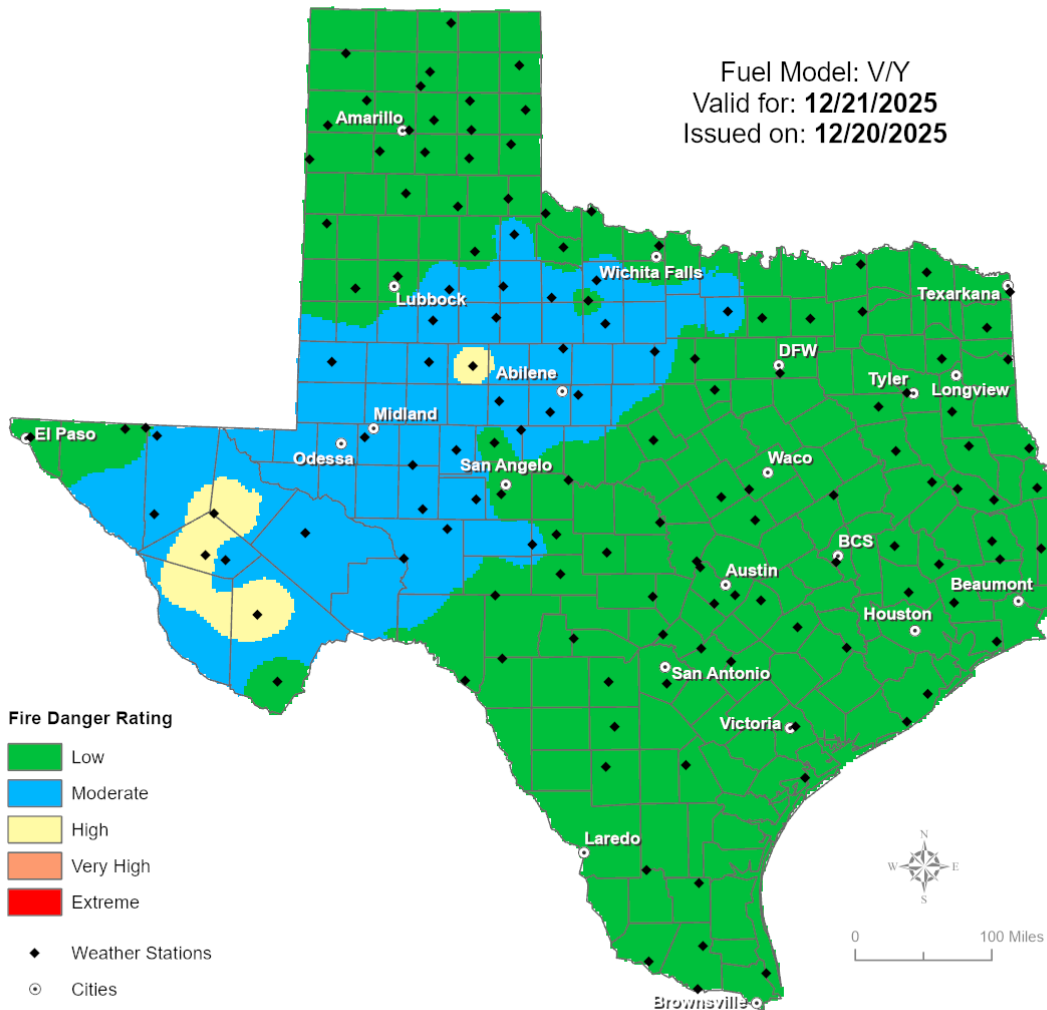 Fuel Model: V/Y
Valid for: 12/21/2025
Issued on: 12/20/2025
Amarillo
Wichita Falls
Lubbock
Texarkana
DFW
Abilene
Tyler
Longview
Midland
El Paso
Odessa
San Angelo
Waco
BCS
Austin
Beaumont
Houston
San Antonio
Victoria
Fire Danger Rating
Low
Moderate
High
Very High
Extreme
Weather Stations
Cities
Laredo
Brownsville
N
W
E
S
0
100 Miles